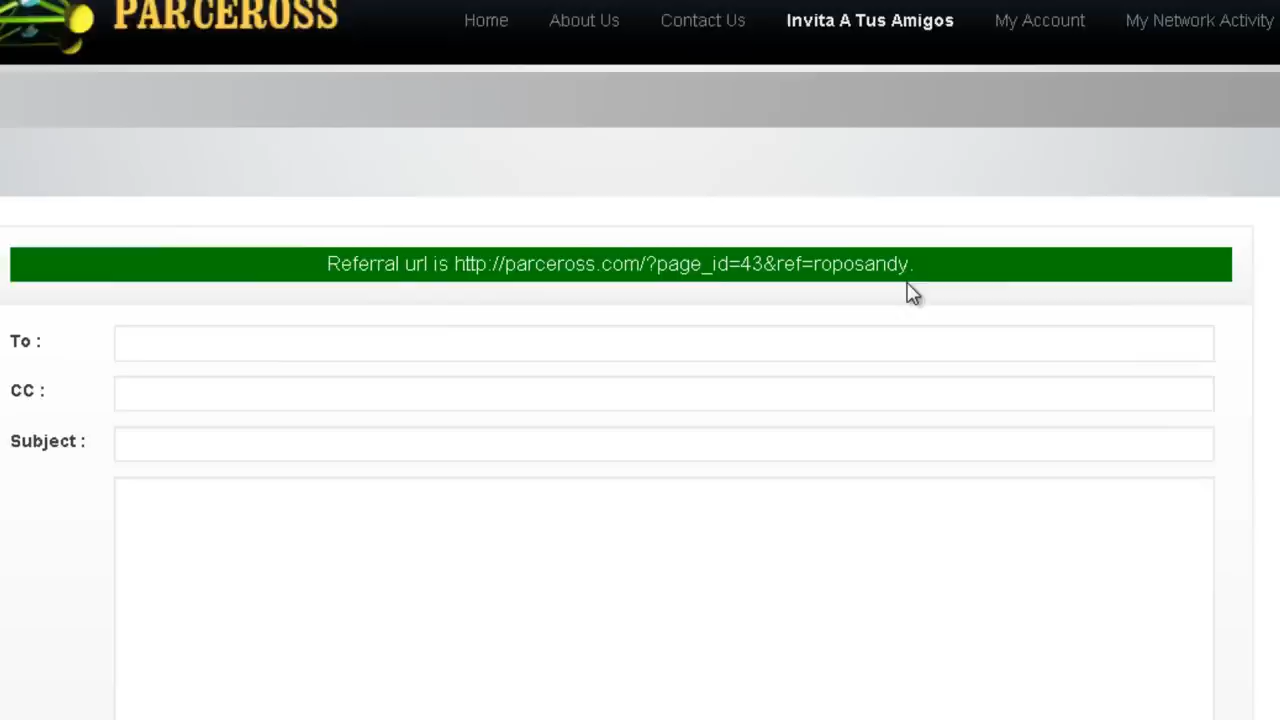 PARCEROSS
Home About Us Contact Us Invita A Tus Amigos My Account My Network Activity
Referral url is http://parceross.com/?page_id=43&ref=roposandy.
To :
CC :
Subject :